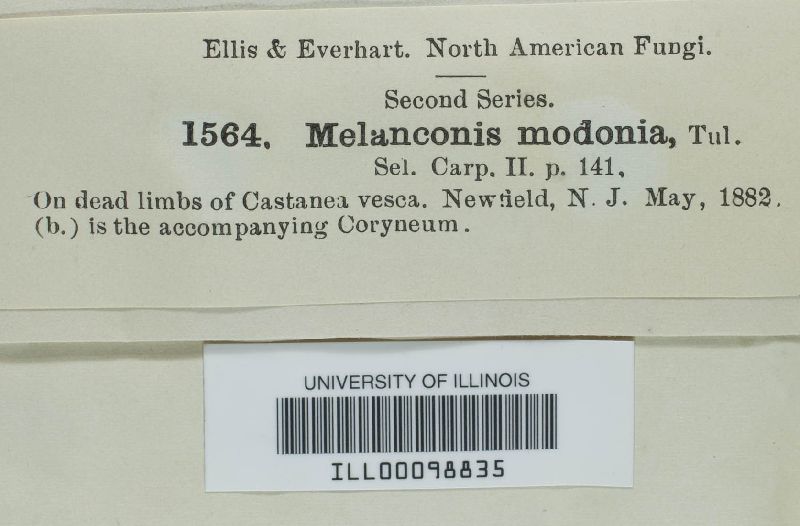 Ellis & Everhart. North American Fungi.
Second Series.
1564. Melanconis modonia, Tul.
Sel. Carp. II. p. 141.
On dead limbs of Castanea vesca. Newfield, N. J. May, 1882.
(b.) is the accompanying Coryneum.
UNIVERSITY OF ILLINOIS
ILL00098835